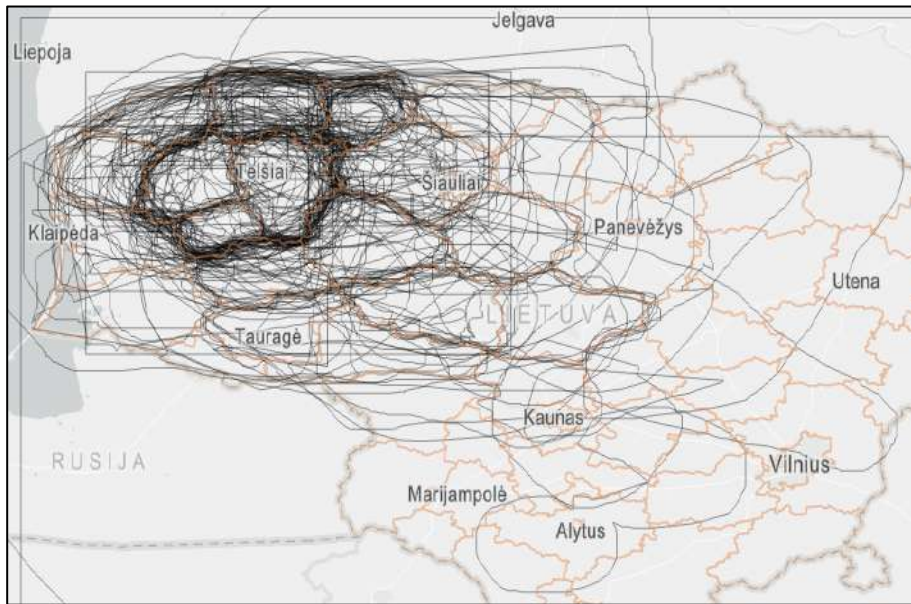 Jelgava
Liepoja
Telšiai
Šiauliai
Klaipėda
Panevėžys
Utena
LIETUVA
Tauragė
Kaunas
RUSIJA
Vilnius
Marijampolė
Alytus